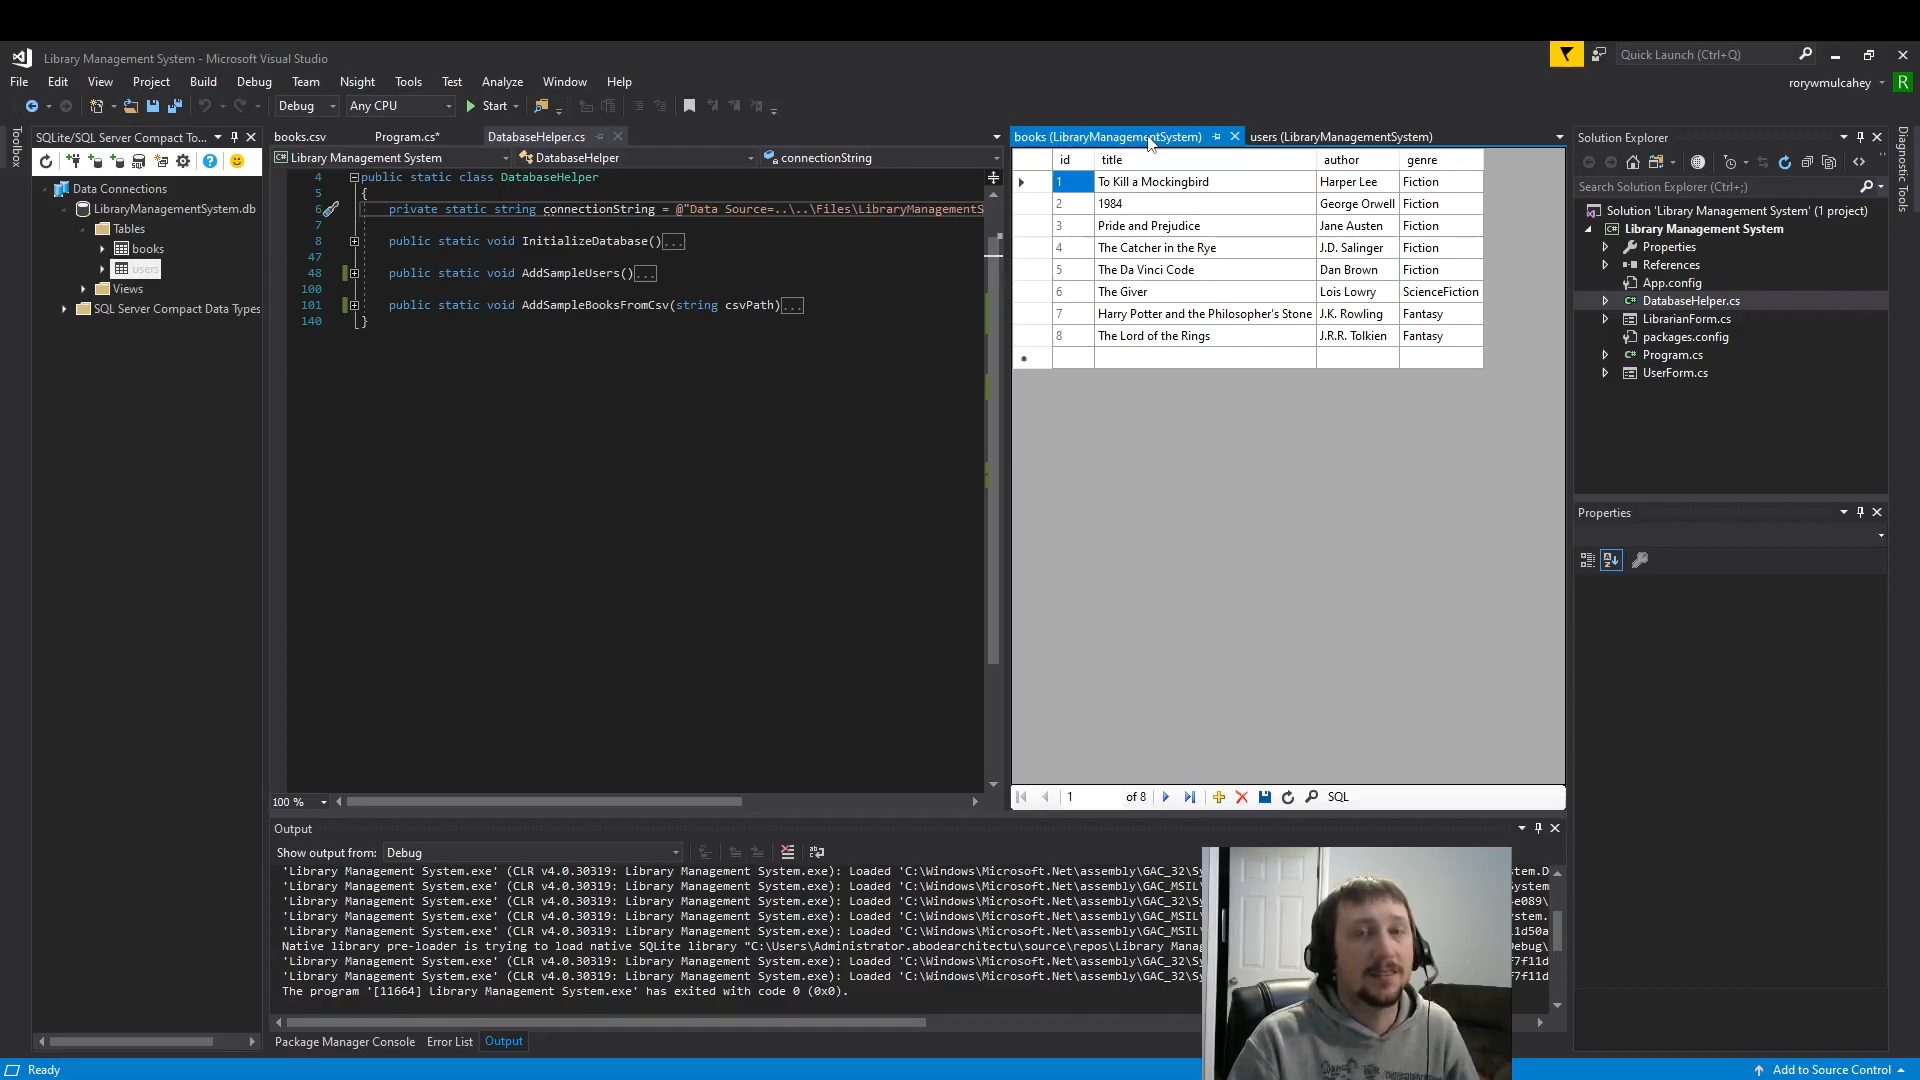 Library Management System - Microsoft Visual Studio
Quick Launch (Ctrl+Q)
File Edit View Project Build Debug Team Nsight Tools Test Analyze Window Help
rorywmulcahey R
Debug Any CPU Start
Toolbox
SQLite/SQL Server Compact To...
Data Connections
LibraryManagementSystem.db
Tables
books
users
Views
SQL Server Compact Data Types
books.csv Program.cs* DatabaseHelper.cs
Library Management System DatabaseHelper connectionString
4 public static class DatabaseHelper
5 {
6 private static string connectionString = @"Data Source=..\..\Files\LibraryManagementS
7
8 public static void InitializeDatabase()...
47
48 public static void AddSampleUsers()...
100
101 public static void AddSampleBooksFromCsv(string csvPath)...
140 }
100 %
books (LibraryManagementSystem) users (LibraryManagementSystem)
id title author genre
1 To Kill a Mockingbird Harper Lee Fiction
2 1984 George Orwell Fiction
3 Pride and Prejudice Jane Austen Fiction
4 The Catcher in the Rye J.D. Salinger Fiction
5 The Da Vinci Code Dan Brown Fiction
6 The Giver Lois Lowry ScienceFiction
7 Harry Potter and the Philosopher's Stone J.K. Rowling Fantasy
8 The Lord of the Rings J.R.R. Tolkien Fantasy
1 of 8 SQL
Solution Explorer
Search Solution Explorer (Ctrl+;)
Solution 'Library Management System' (1 project)
Library Management System
Properties
References
App.config
DatabaseHelper.cs
LibrarianForm.cs
packages.config
Program.cs
UserForm.cs
Properties
Diagnostic Tools
Output
Show output from: Debug
'Library Management System.exe' (CLR v4.0.30319: Library Management System.exe): Loaded 'C:\Windows\Microsoft.Net\assembly\GAC_32\Sy stem.D
'Library Management System.exe' (CLR v4.0.30319: Library Management System.exe): Loaded 'C:\Windows\Microsoft.Net\assembly\GAC_MSIL\ System
'Library Management System.exe' (CLR v4.0.30319: Library Management System.exe): Loaded 'C:\Windows\Microsoft.Net\assembly\GAC_32\Sy 4e089\
'Library Management System.exe' (CLR v4.0.30319: Library Management System.exe): Loaded 'C:\Windows\Microsoft.Net\assembly\GAC_MSIL\ ystem.
'Library Management System.exe' (CLR v4.0.30319: Library Management System.exe): Loaded 'C:\Windows\Microsoft.Net\assembly\GAC_MSIL\ 1d50a
Native library pre-loader is trying to load native SQLite library "C:\Users\Administrator.abodearchitectu\source\repos\Library Manag Debug\
'Library Management System.exe' (CLR v4.0.30319: Library Management System.exe): Loaded 'C:\Windows\Microsoft.Net\assembly\GAC_32\Sy f7f11d
'Library Management System.exe' (CLR v4.0.30319: Library Management System.exe): Loaded 'C:\Windows\Microsoft.Net\assembly\GAC_32\Sy f7f11d
The program '[11664] Library Management System.exe' has exited with code 0 (0x0).
Package Manager Console Error List Output
Ready
Add to Source Control